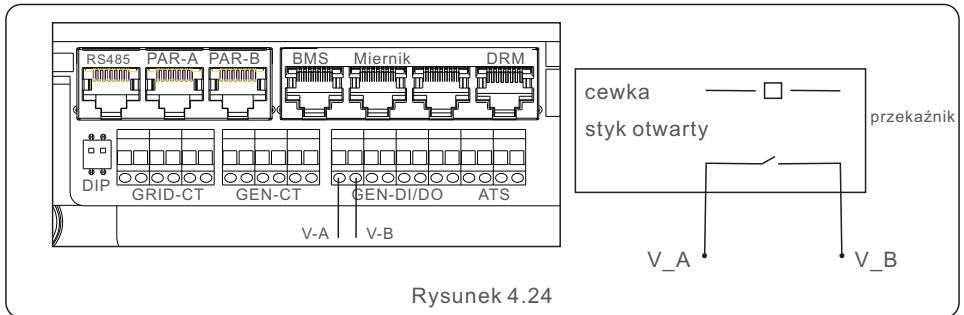 RS485 PAR-A PAR-B BMS Miernik DRM
DIP
GRID-CT GEN-CT GEN-DI/DO ATS
V-A V-B
cewka
styk otwarty
przekaźnik
V_A V_B
Rysunek 4.24